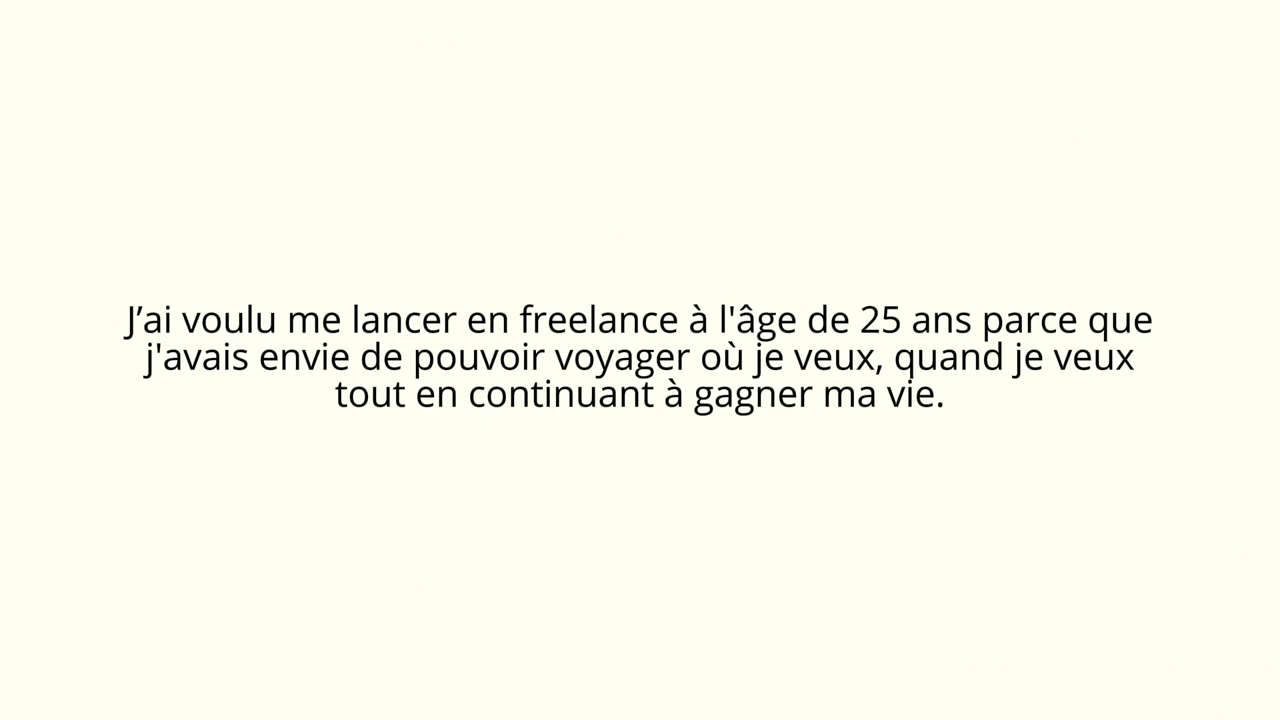 J’ai voulu me lancer en freelance à l'âge de 25 ans parce que
j'avais envie de pouvoir voyager où je veux, quand je veux
tout en continuant à gagner ma vie.